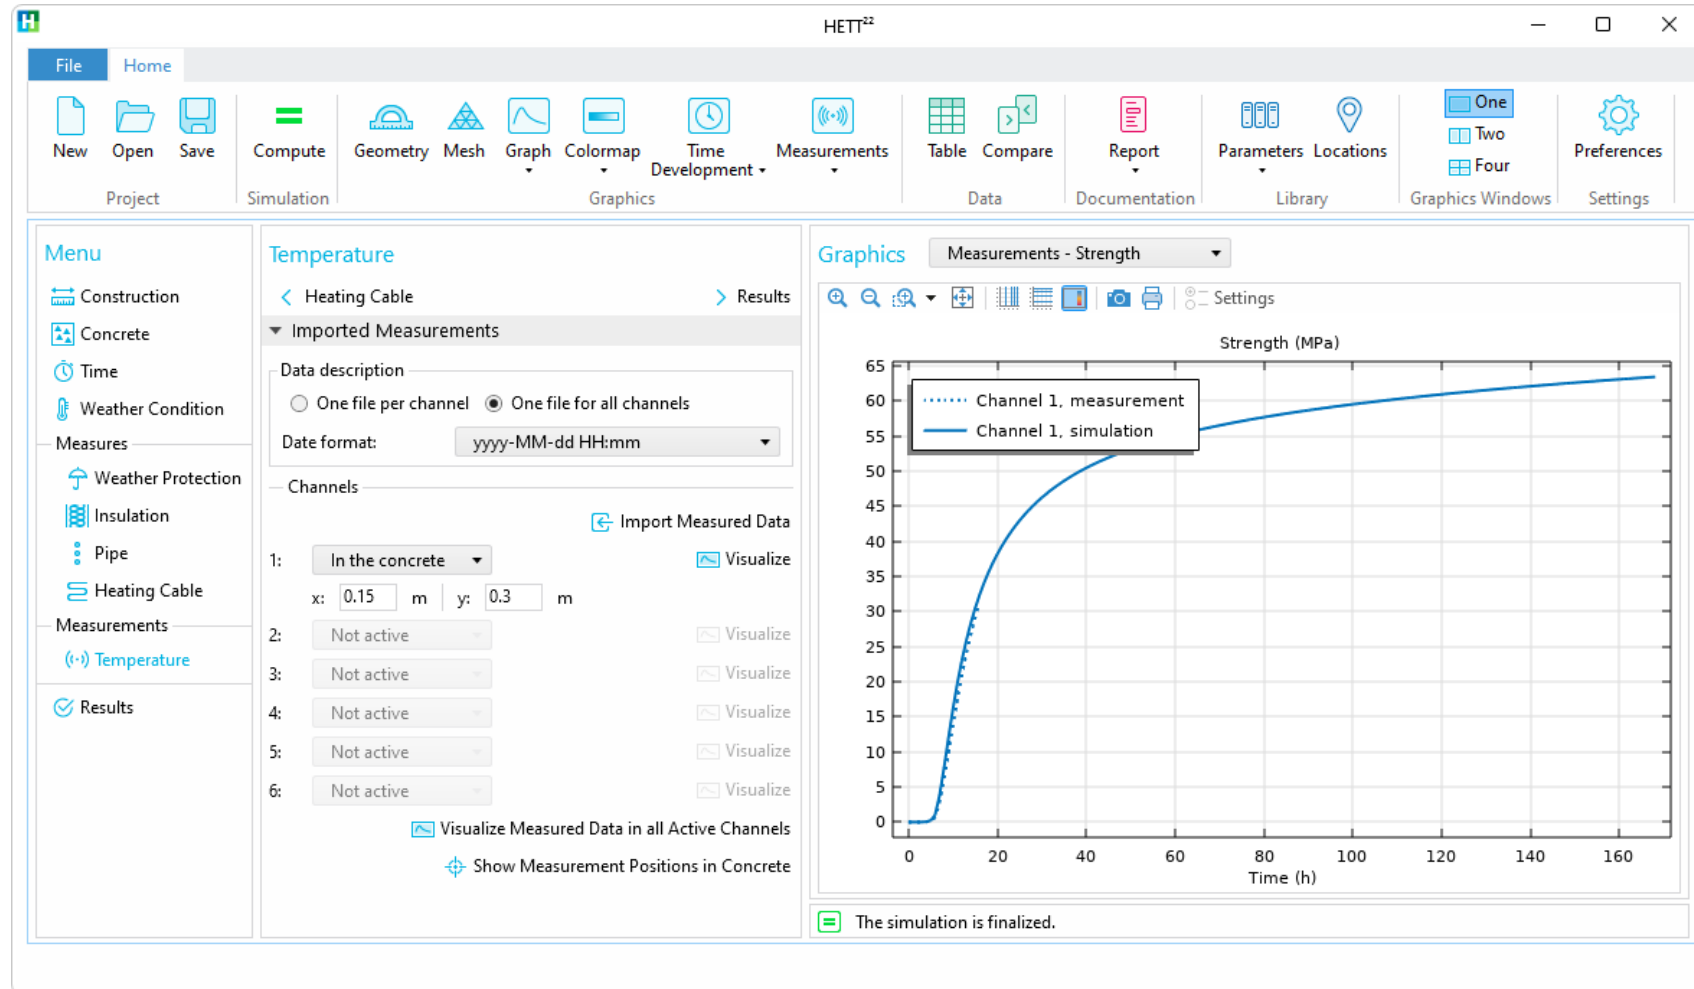 HETT²²
File Home
New Open Save Compute Geometry Mesh Graph Colormap Time Development Measurements Table Compare Report Parameters Locations One Two Four Preferences
Project Simulation Graphics Data Documentation Library Graphics Windows Settings
Menu
Construction
Concrete
Time
Weather Condition
Measures
Weather Protection
Insulation
Pipe
Heating Cable
Measurements
Temperature
Results
Temperature
Heating Cable Results
Imported Measurements
Data description
One file per channel One file for all channels
Date format: yyyy-MM-dd HH:mm
Channels
Import Measured Data
1: In the concrete Visualize
x: 0.15 m y: 0.3 m
2: Not active Visualize
3: Not active Visualize
4: Not active Visualize
5: Not active Visualize
6: Not active Visualize
Visualize Measured Data in all Active Channels
Show Measurement Positions in Concrete
Graphics Measurements - Strength
Settings
Strength (MPa)
65
60
55
50
45
40
35
30
25
20
15
10
5
0
Channel 1, measurement
Channel 1, simulation
0 20 40 60 80 100 120 140 160
Time (h)
The simulation is finalized.